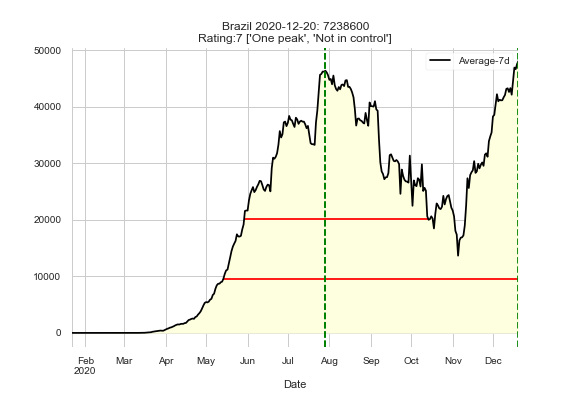 Brazil 2020-12-20: 7238600
Rating:7 ['One peak', 'Not in control']
Average-7d
50000
40000
30000
20000
10000
0
Feb Mar Apr May Jun Jul Aug Sep Oct Nov Dec
2020
Date